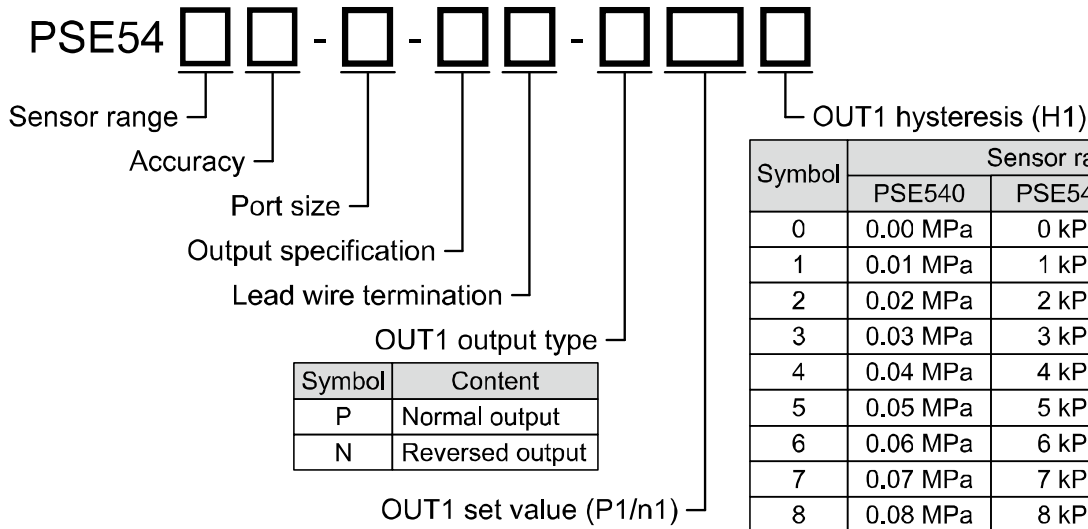 PSE54 - - -
Sensor range
Accuracy
Port size
Output specification
Lead wire termination
OUT1 output type
Symbol Content
P Normal output
N Reversed output
OUT1 set value (P1/n1)
OUT1 hysteresis (H1)
Symbol Sensor
PSE540
0 0.00 MPa 0
1 0.01 MPa 1
2 0.02 MPa 2
3 0.03 MPa 3
4 0.04 MPa 4
5 0.05 MPa 5
6 0.06 MPa 6
7 0.07 MPa 7
8 0.08 MPa 8